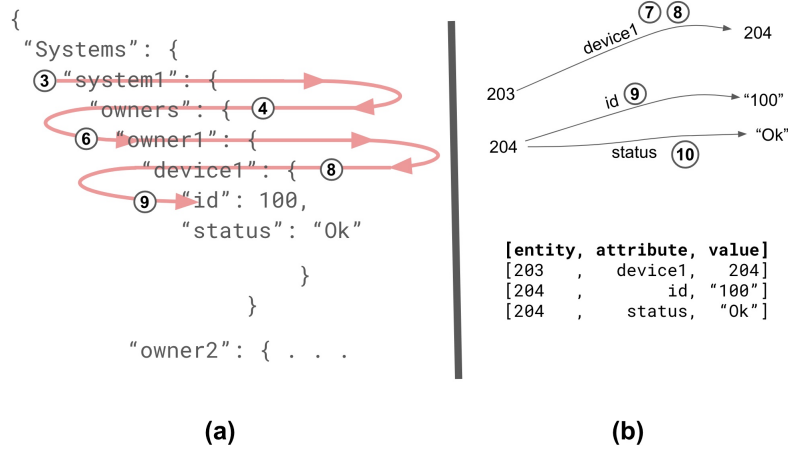 {
“Systems”: {
3 “system1”: {
“owners”: { 4
6 “owner1”: {
“device1”: { 8
9 “id”: 100,
“status”: “Ok”
}
}
“owner2”: { . . .
(a)
7 8
device1
204
203
id 9
“100”
204
“Ok”
status 10
[entity, attribute, value]
[203 , device1, 204]
[204 , id, “100”]
[204 , status, “Ok”]
(b)